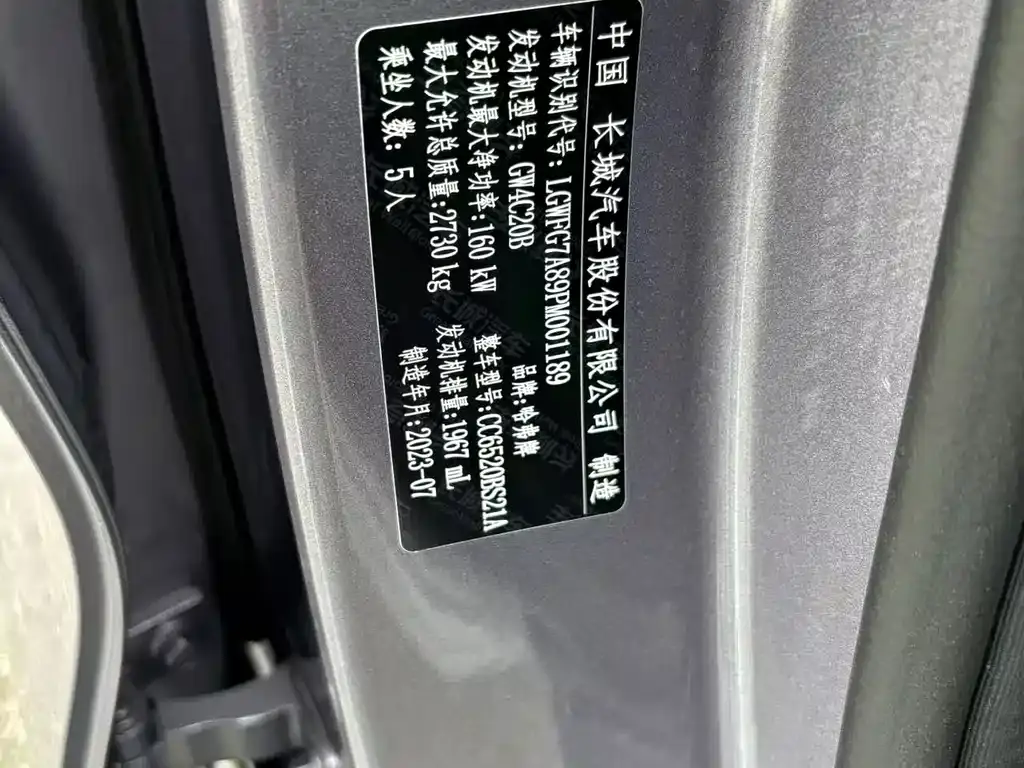 中国 长城汽车股份有限公司 制造
车辆识别代号: LGWFG7A89PM001189
发动机型号: GW4C20B 品牌: 哈弗牌
发动机最大净功率: 160 kW 整车型号: CC6520BS21A
最大允许总质量: 2730 kg 发动机排量: 1967 mL
乘坐人数: 5人 制造年月: 2023-07